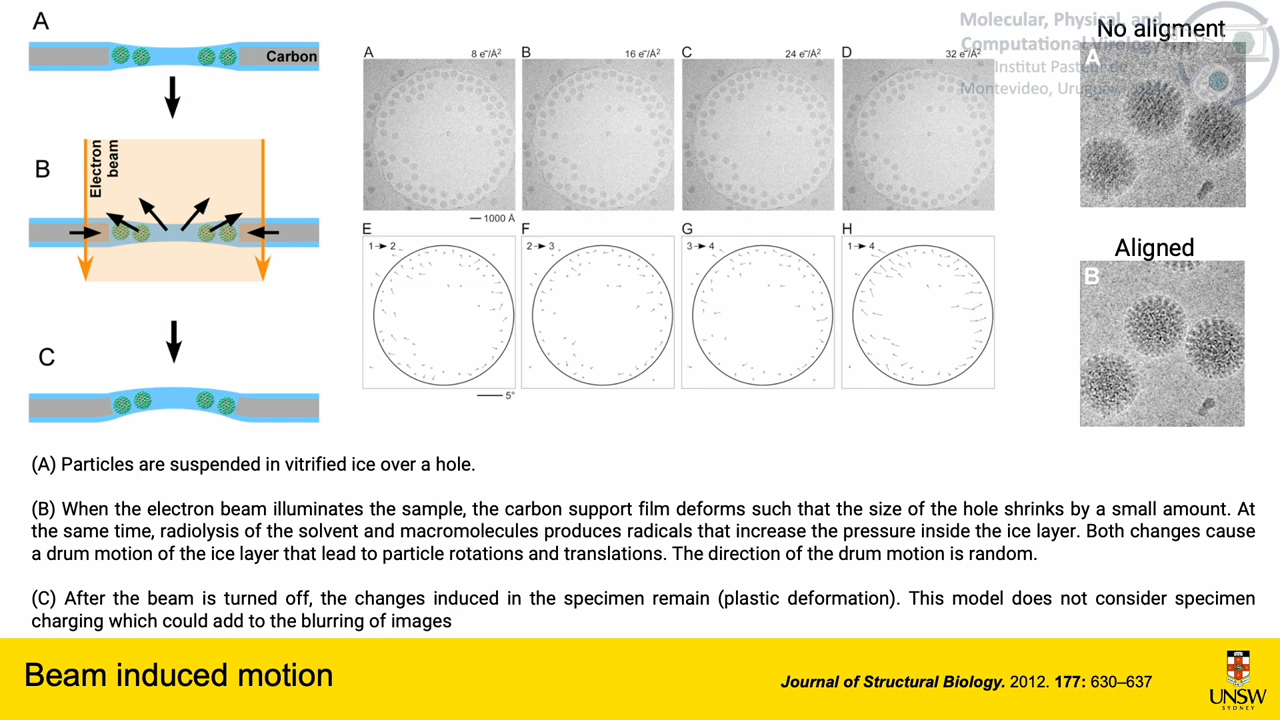 A
Carbon
B
Electron
beam
C
A 8 e⁻/Å² B 16 e⁻/Å² C 24 e⁻/Å² D 32 e⁻/Å²
1000 Å
E F G H
1 2 2 3 3 4 1 4
5°
Molecular, Physical, and
Computational Virology
Institut Pasteur de
Montevideo, Uruguay, 2024
No aligment
A
Aligned
B
(A) Particles are suspended in vitrified ice over a hole.
(B) When the electron beam illuminates the sample, the carbon support film deforms such that the size of the hole shrinks by a small amount. At
the same time, radiolysis of the solvent and macromolecules produces radicals that increase the pressure inside the ice layer. Both changes cause
a drum motion of the ice layer that lead to particle rotations and translations. The direction of the drum motion is random.
(C) After the beam is turned off, the changes induced in the specimen remain (plastic deformation). This model does not consider specimen
charging which could add to the blurring of images
Beam induced motion
Journal of Structural Biology. 2012. 177: 630–637
UNSW
SYDNEY